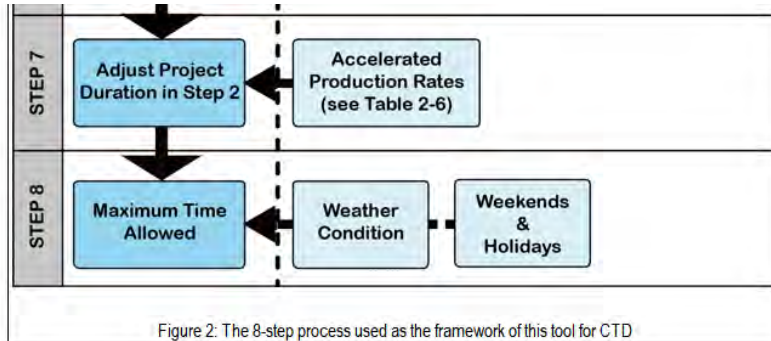 STEP 7
Adjust Project
Duration in Step 2
Accelerated
Production Rates
(see Table 2-6)
STEP 8
Maximum Time
Allowed
Weather
Condition
Weekends
&
Holidays
Figure 2: The 8-step process used as the framework of this tool for CTD